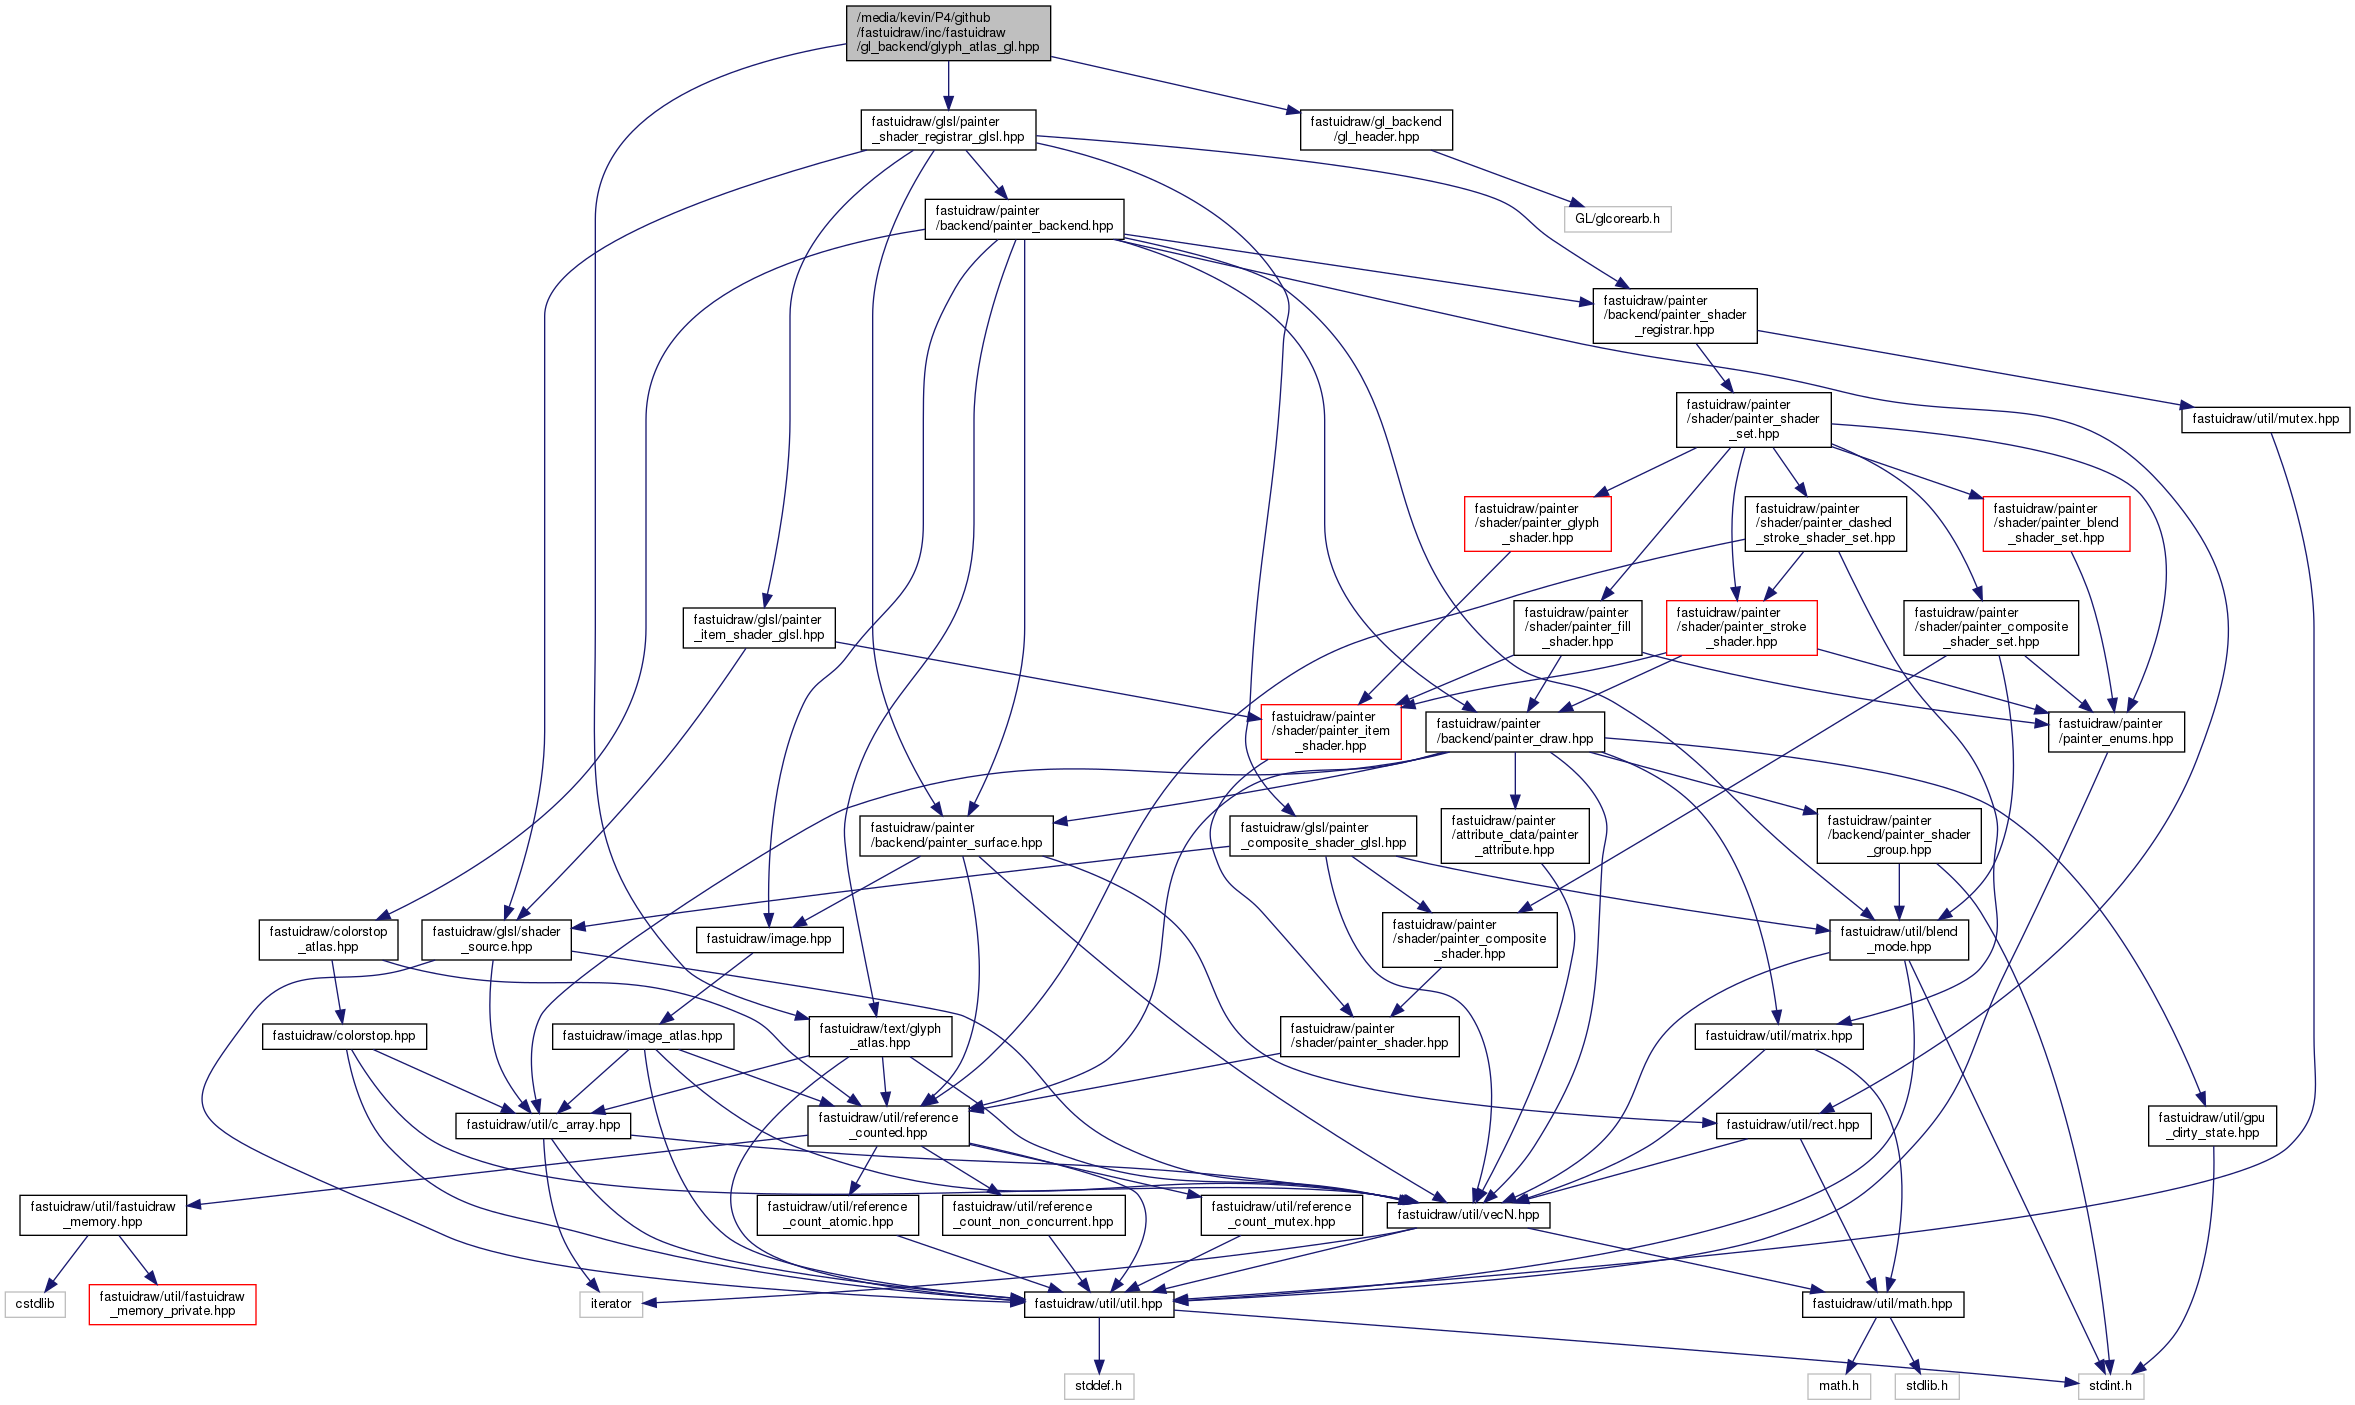 /media/kevin/P4/github
/fastuidraw/inc/fastuidraw
/gl_backend/glyph_atlas_gl.hpp
fastuidraw/glsl/painter
_shader_registrar_glsl.hpp
fastuidraw/gl_backend
/gl_header.hpp
fastuidraw/painter
/backend/painter_backend.hpp
GL/glcorearb.h
fastuidraw/painter
/backend/painter_shader
_registrar.hpp
fastuidraw/painter
/shader/painter_shader
_set.hpp
fastuidraw/util/mutex.hpp
fastuidraw/painter
/shader/painter_glyph
_shader.hpp
fastuidraw/painter
/shader/painter_dashed
_stroke_shader_set.hpp
fastuidraw/painter
/shader/painter_blend
_shader_set.hpp
fastuidraw/glsl/painter
_item_shader_glsl.hpp
fastuidraw/painter
/shader/painter_fill
_shader.hpp
fastuidraw/painter
/shader/painter_stroke
_shader.hpp
fastuidraw/painter
/shader/painter_composite
_shader_set.hpp
fastuidraw/painter
/shader/painter_item
_shader.hpp
fastuidraw/painter
/backend/painter_draw.hpp
fastuidraw/painter
/painter_enums.hpp
fastuidraw/painter
/backend/painter_surface.hpp
fastuidraw/glsl/painter
_composite_shader_glsl.hpp
fastuidraw/painter
/attribute_data/painter
_attribute.hpp
fastuidraw/painter
/backend/painter_shader
_group.hpp
fastuidraw/colorstop
_atlas.hpp
fastuidraw/glsl/shader
_source.hpp
fastuidraw/image.hpp
fastuidraw/painter
/shader/painter_composite
_shader.hpp
fastuidraw/util/blend
_mode.hpp
fastuidraw/colorstop.hpp
fastuidraw/image_atlas.hpp
fastuidraw/text/glyph
_atlas.hpp
fastuidraw/painter
/shader/painter_shader.hpp
fastuidraw/util/matrix.hpp
fastuidraw/util/c_array.hpp
fastuidraw/util/reference
_counted.hpp
fastuidraw/util/rect.hpp
fastuidraw/util/gpu
_dirty_state.hpp
fastuidraw/util/fastuidraw
_memory.hpp
fastuidraw/util/reference
_count_atomic.hpp
fastuidraw/util/reference
_count_non_concurrent.hpp
fastuidraw/util/reference
_count_mutex.hpp
fastuidraw/util/vecN.hpp
cstdlib
fastuidraw/util/fastuidraw
_memory_private.hpp
iterator
fastuidraw/util/util.hpp
fastuidraw/util/math.hpp
stddef.h
math.h
stdlib.h
stdint.h